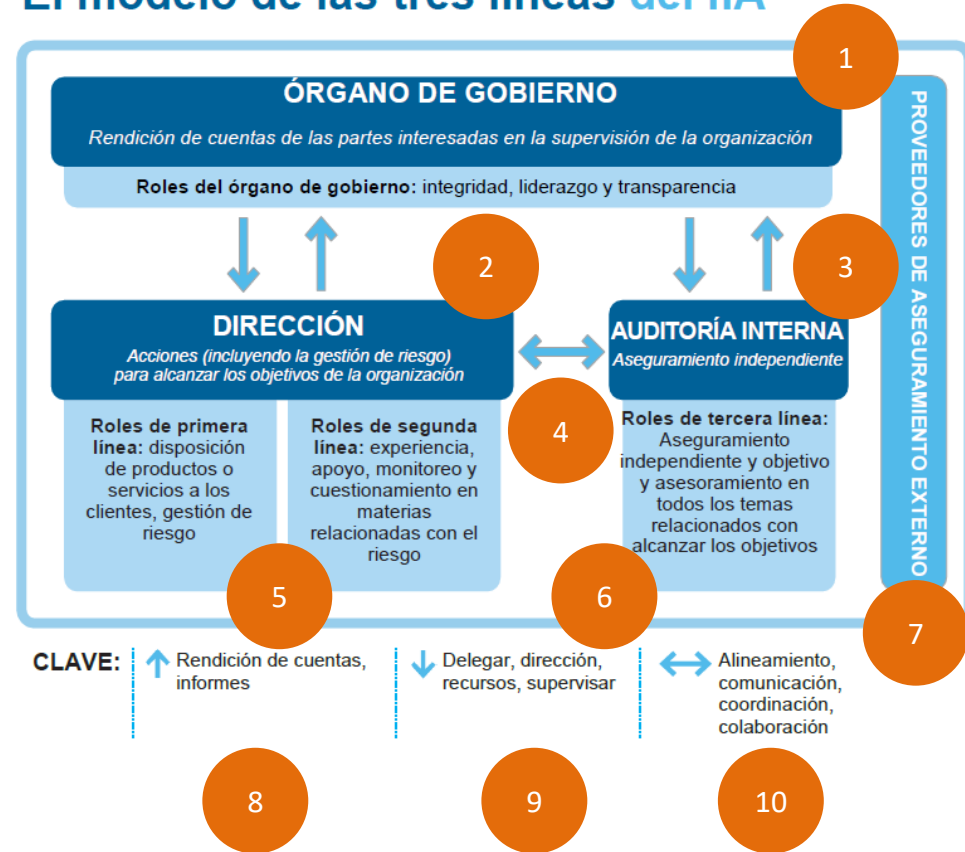 El modelo de las tres líneas del IIA
1
ÓRGANO DE GOBIERNO
Rendición de cuentas de las partes interesadas en la supervisión de la organización
Roles del órgano de gobierno: integridad, liderazgo y transparencia
2
3
DIRECCIÓN
Acciones (incluyendo la gestión de riesgo)
para alcanzar los objetivos de la organización
AUDITORÍA INTERNA
Aseguramiento independiente
4
Roles de primera
línea: disposición
de productos o
servicios a los
clientes, gestión de
riesgo
Roles de segunda
línea: experiencia,
apoyo, monitoreo y
cuestionamiento en
materias
relacionadas con el
riesgo
Roles de tercera línea:
Aseguramiento
independiente y objetivo
y asesoramiento en
todos los temas
relacionados con
alcanzar los objetivos
PROVEEDORES DE ASEGURAMIENTO EXTERNO
5
6
7
CLAVE:
Rendición de cuentas,
informes
Delegar, dirección,
recursos, supervisar
Alineamiento,
comunicación,
coordinación,
colaboración
8
9
10